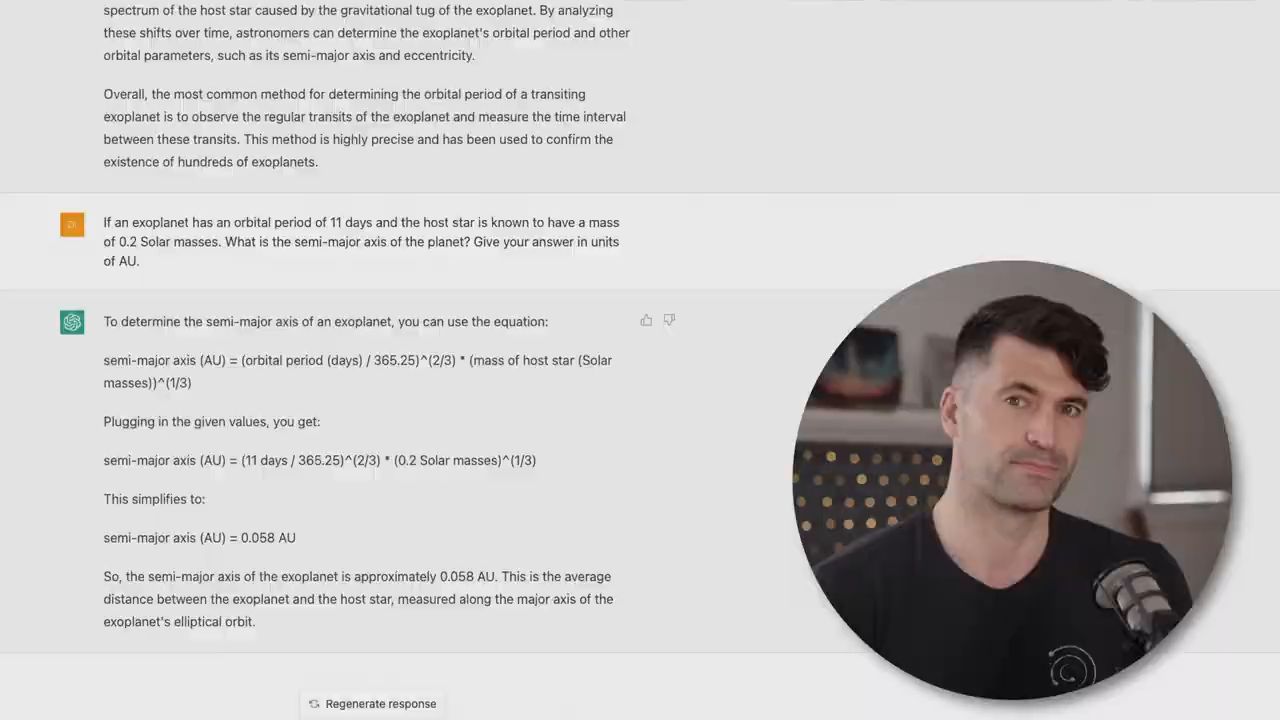 spectrum of the host star caused by the gravitational tug of the exoplanet. By analyzing
these shifts over time, astronomers can determine the exoplanet's orbital period and other
orbital parameters, such as its semi-major axis and eccentricity.
Overall, the most common method for determining the orbital period of a transiting
exoplanet is to observe the regular transits of the exoplanet and measure the time interval
between these transits. This method is highly precise and has been used to confirm the
existence of hundreds of exoplanets.
If an exoplanet has an orbital period of 11 days and the host star is known to have a mass
of 0.2 Solar masses. What is the semi-major axis of the planet? Give your answer in units
of AU.
To determine the semi-major axis of an exoplanet, you can use the equation:
semi-major axis (AU) = (orbital period (days) / 365.25)^(2/3) * (mass of host star (Solar
masses))^(1/3)
Plugging in the given values, you get:
semi-major axis (AU) = (11 days / 365.25)^(2/3) * (0.2 Solar masses)^(1/3)
This simplifies to:
semi-major axis (AU) = 0.058 AU
So, the semi-major axis of the exoplanet is approximately 0.058 AU. This is the average
distance between the exoplanet and the host star, measured along the major axis of the
exoplanet's elliptical orbit.
Regenerate response